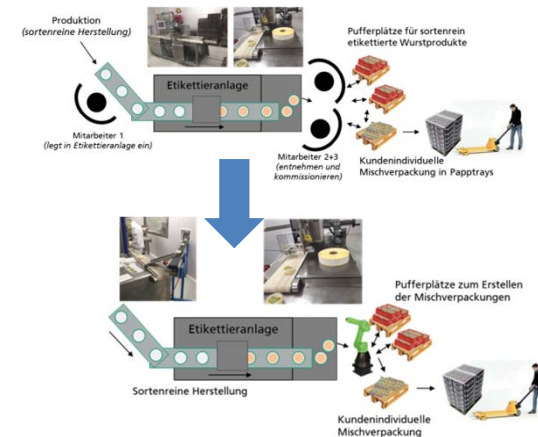 Produktion
(sortenreine Herstellung)
Pufferplätze für sortenrein
etikettierte Wurstprodukte
Etikettieranlage
Mitarbeiter 1
(legt in Etikettieranlage ein)
Mitarbeiter 2+3
(entnehmen und
kommissionieren)
Kundenindividuelle
Mischverpackung in Papptrays
Pufferplätze zum Erstellen
der Mischverpackungen
Etikettieranlage
Sortenreine Herstellung
Kundenindividuelle
Mischverpackung